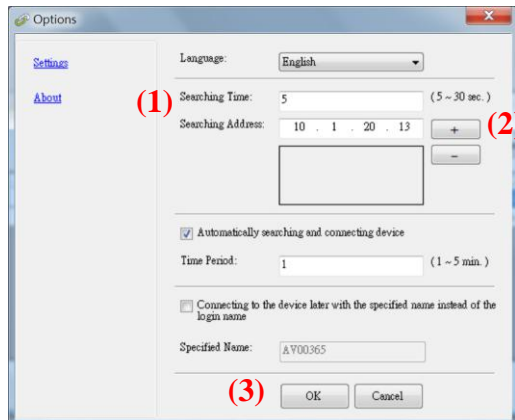 Options
Settings
About
Language: English
(1) Searching Time: 5 (5 ~ 30 sec.)
Searching Address: 10 . 1 . 20 . 13 + (2
−
Automatically searching and connecting device
Time Period: 1 (1 ~ 5 min.)
Connecting to the device later with the specified name instead of the
login name
Specified Name: AV00365
(3) OK Cancel